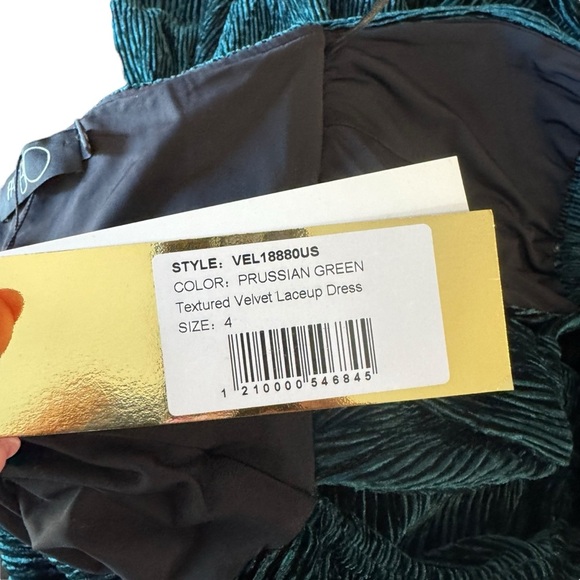 STYLE: VEL18880US
COLOR: PRUSSIAN GREEN
Textured Velvet Laceup Dress
SIZE: 4
1 210000 546845